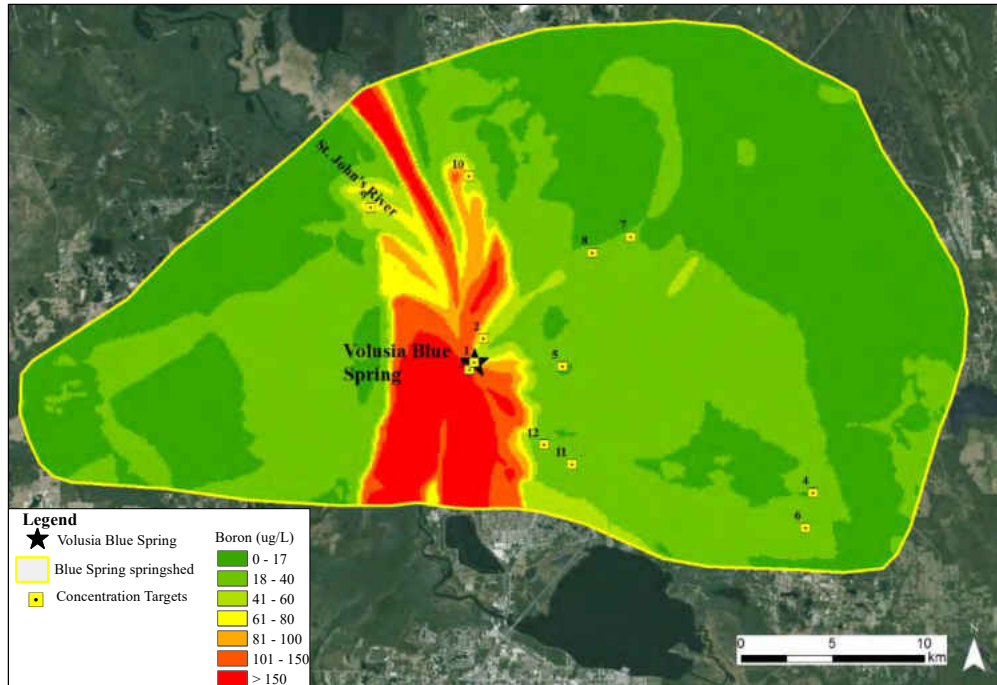 St. John's River
10
9
7
8
2
1
Volusia Blue
Spring
5
12
11
4
6
Legend
Volusia Blue Spring
Blue Spring springshed
Concentration Targets
Boron (ug/L)
0 - 17
18 - 40
41 - 60
61 - 80
81 - 100
101 - 150
> 150
0 5 10
km
N